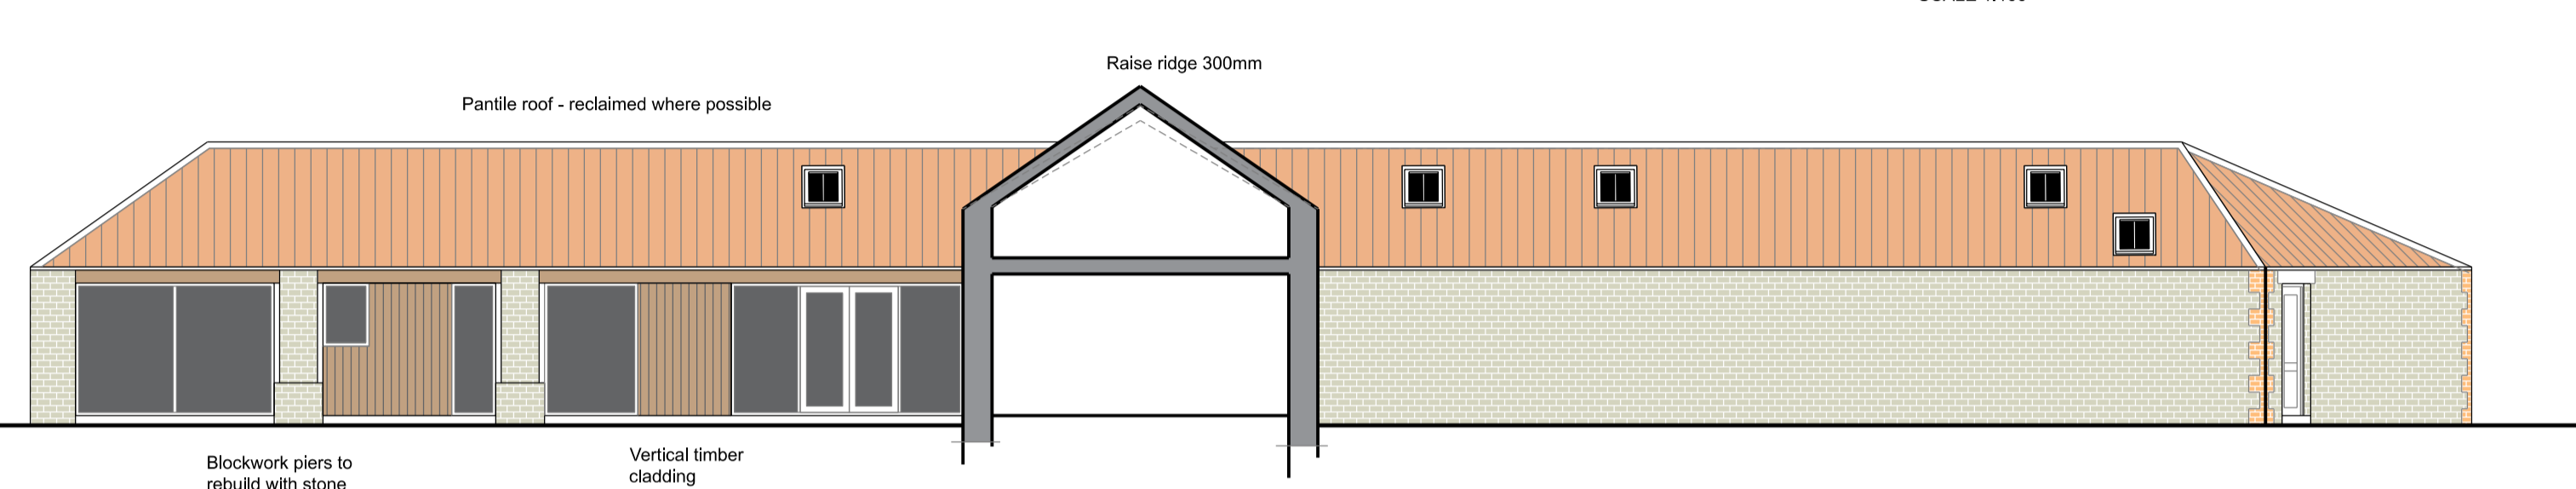 Raise ridge 300mm
Pantile roof - reclaimed where possible
Blockwork piers to
rebuild with stone
Vertical timber
cladding